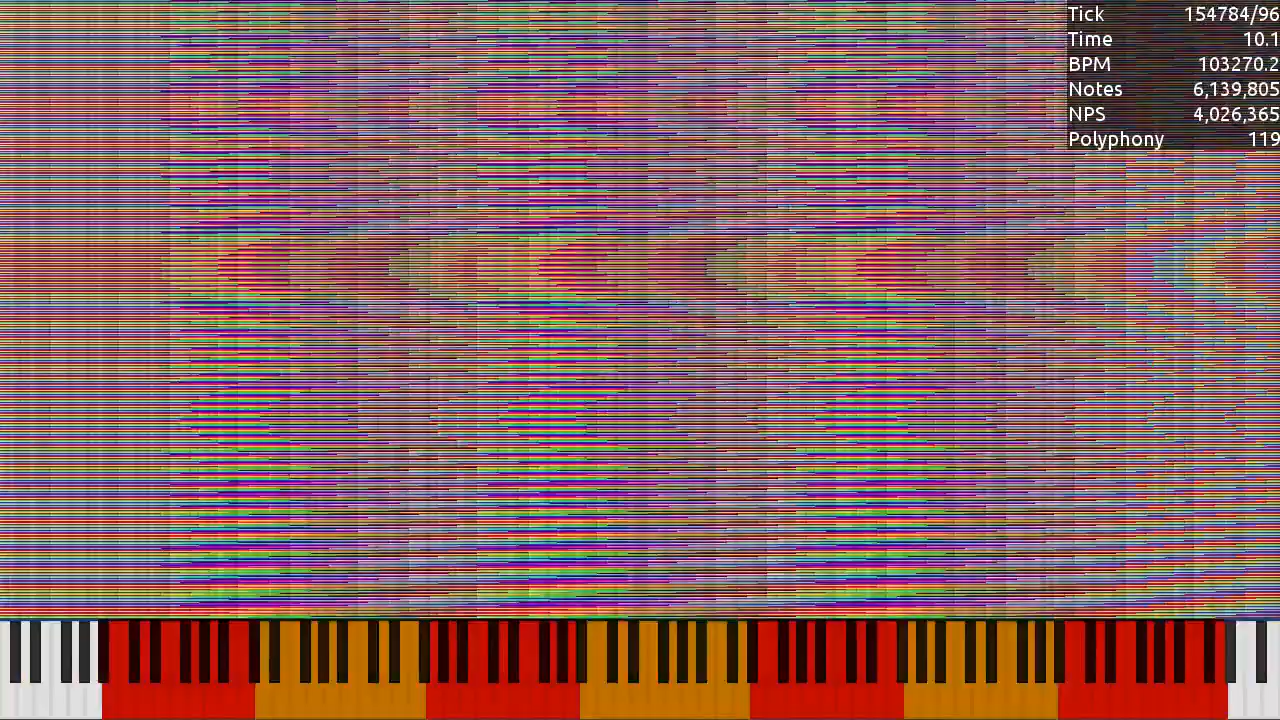 Tick 154784/96
Time 10.1
BPM 103270.2
Notes 6,139,805
NPS 4,026,365
Polyphony 119